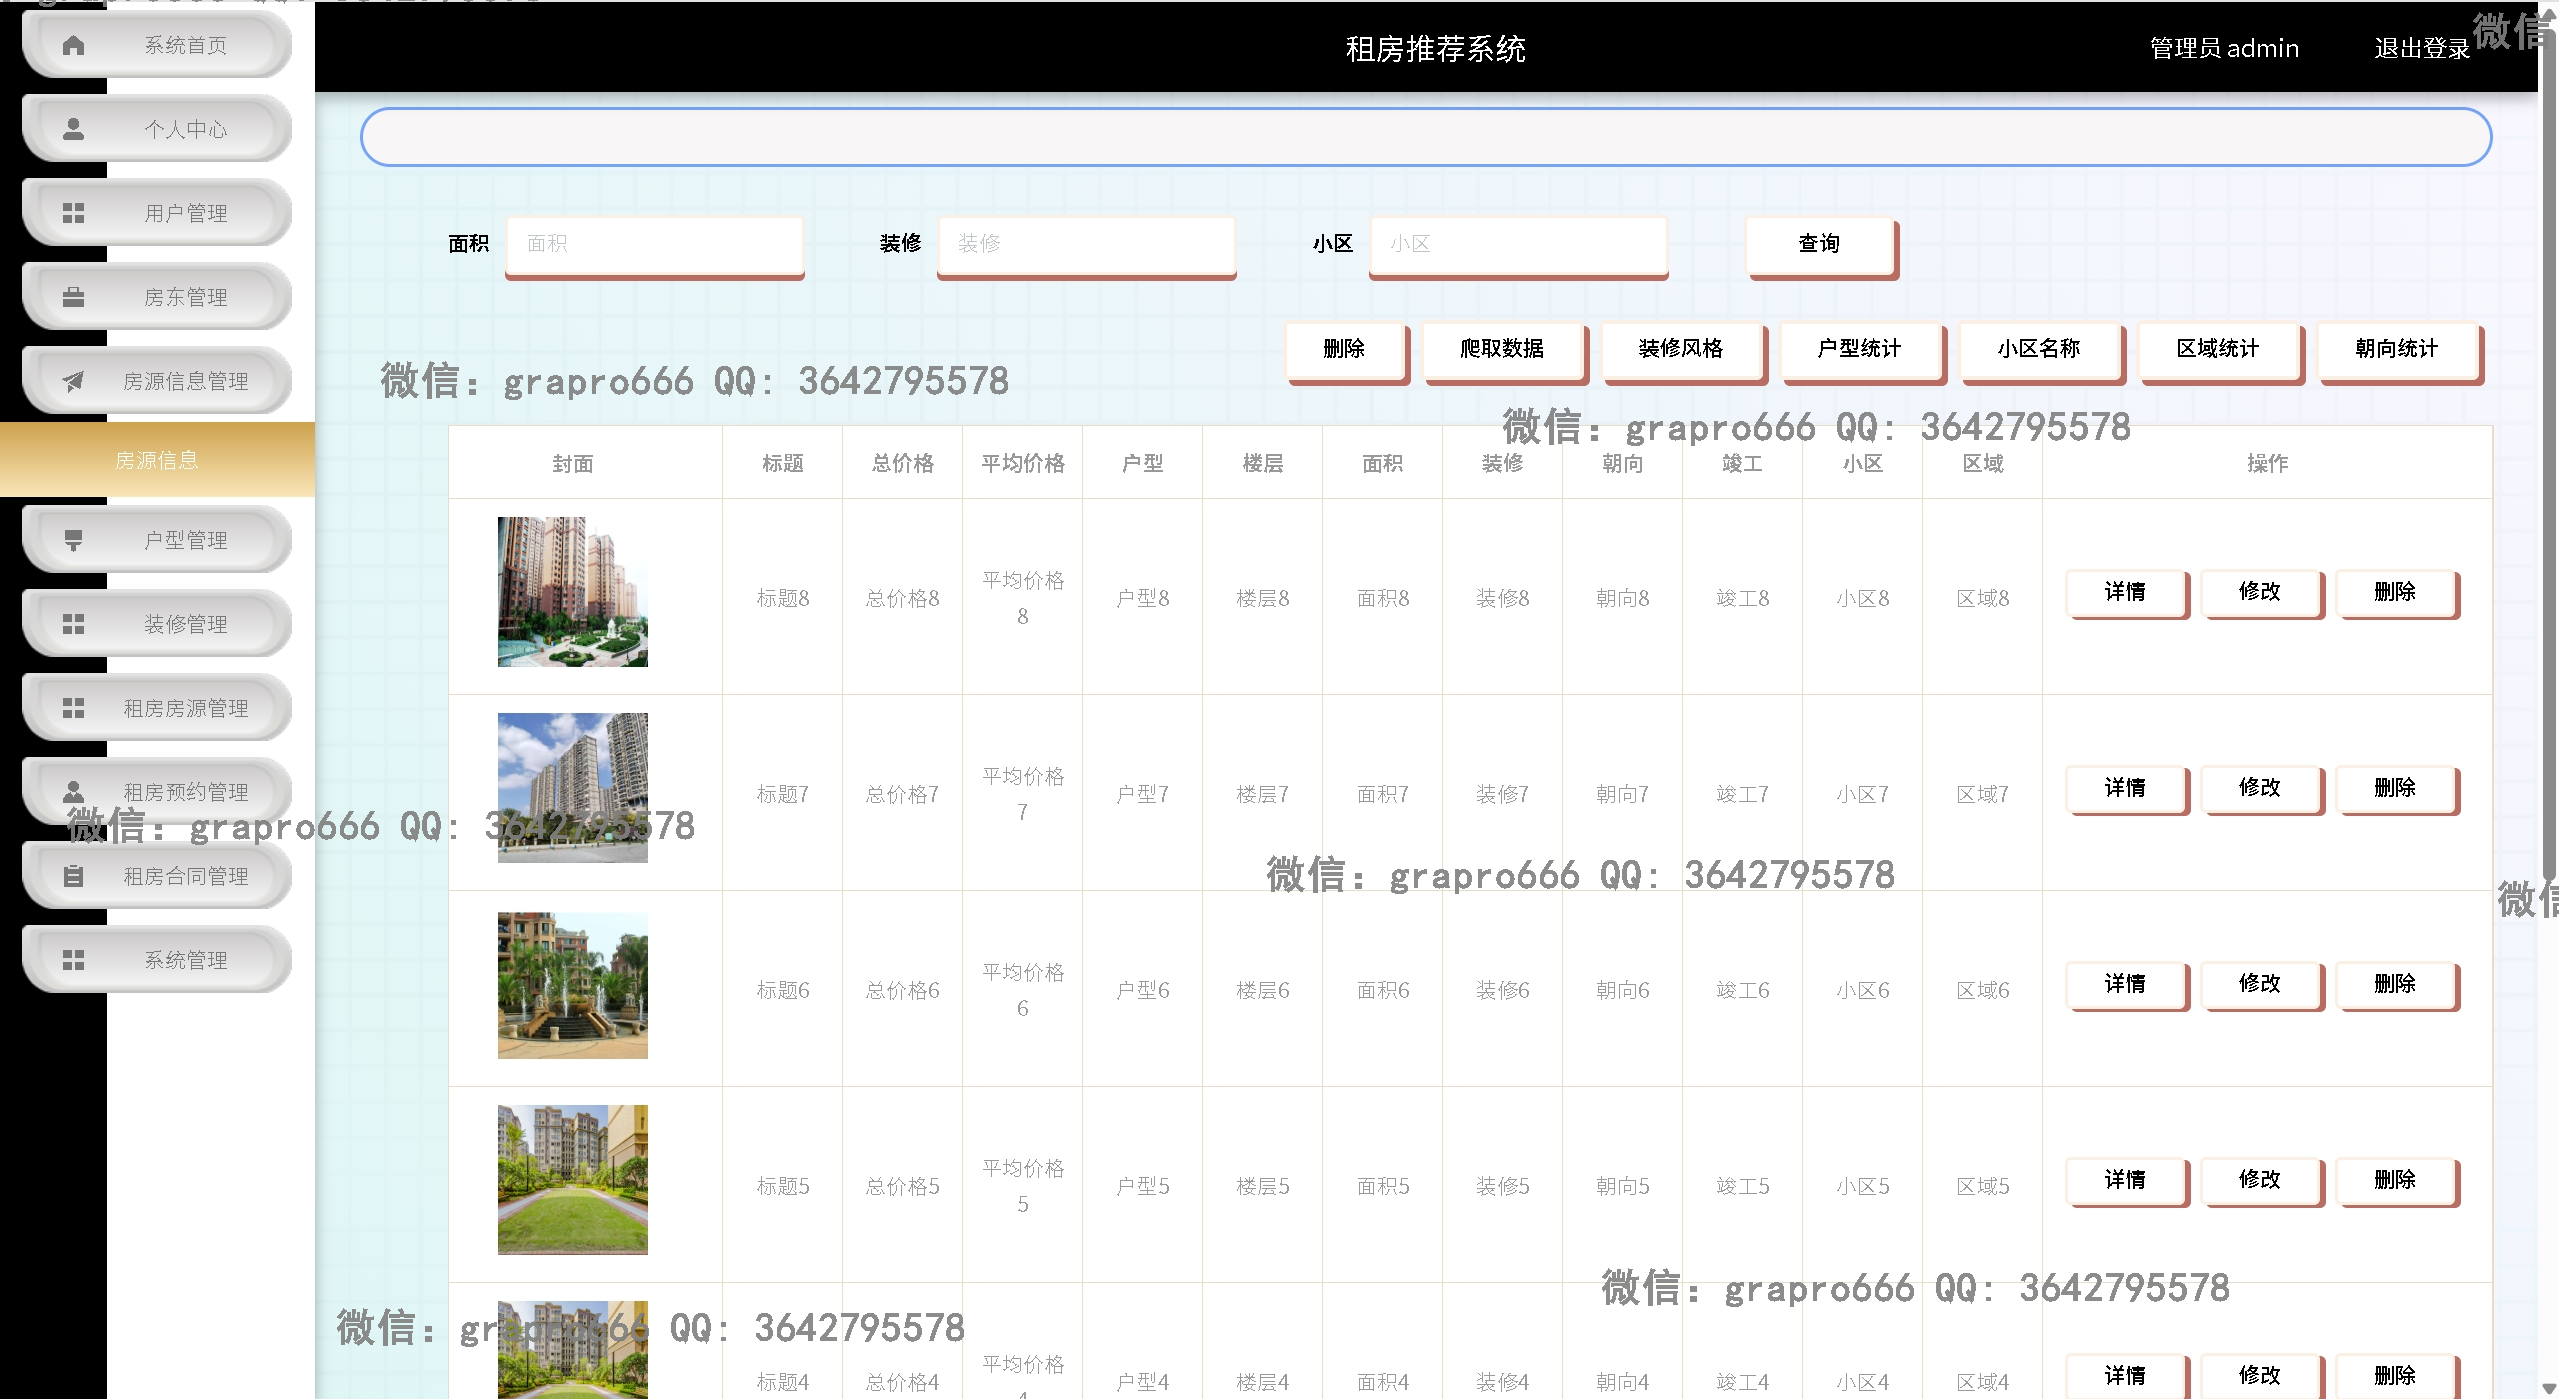 租房推荐系统
管理员 admin
退出登录
微信
系统首页
个人中心
用户管理
房东管理
房源信息管理
房源信息
户型管理
装修管理
租房房源管理
租房预约管理
租房合同管理
系统管理
面积 面积 装修 装修 小区 小区 查询
删除 爬取数据 装修风格 户型统计 小区名称 区域统计 朝向统计
微信：grapro666 QQ: 3642795578
微信：grapro666 QQ: 3642795578
封面 标题 总价格 平均价格 户型 楼层 面积 装修 朝向 竣工 小区 区域 操作
标题8 总价格8 平均价格8 户型8 楼层8 面积8 装修8 朝向8 竣工8 小区8 区域8 详情 修改 删除
标题7 总价格7 平均价格7 户型7 楼层7 面积7 装修7 朝向7 竣工7 小区7 区域7 详情 修改 删除
微信：grapro666 QQ: 3642795578
微信：grapro666 QQ: 3642795578
微信
标题6 总价格6 平均价格6 户型6 楼层6 面积6 装修6 朝向6 竣工6 小区6 区域6 详情 修改 删除
标题5 总价格5 平均价格5 户型5 楼层5 面积5 装修5 朝向5 竣工5 小区5 区域5 详情 修改 删除
微信：grapro666 QQ: 3642795578
微信：grapro666 QQ: 3642795578
标题4 总价格4 平均价格4 户型4 楼层4 面积4 装修4 朝向4 竣工4 小区4 区域4 详情 修改 删除